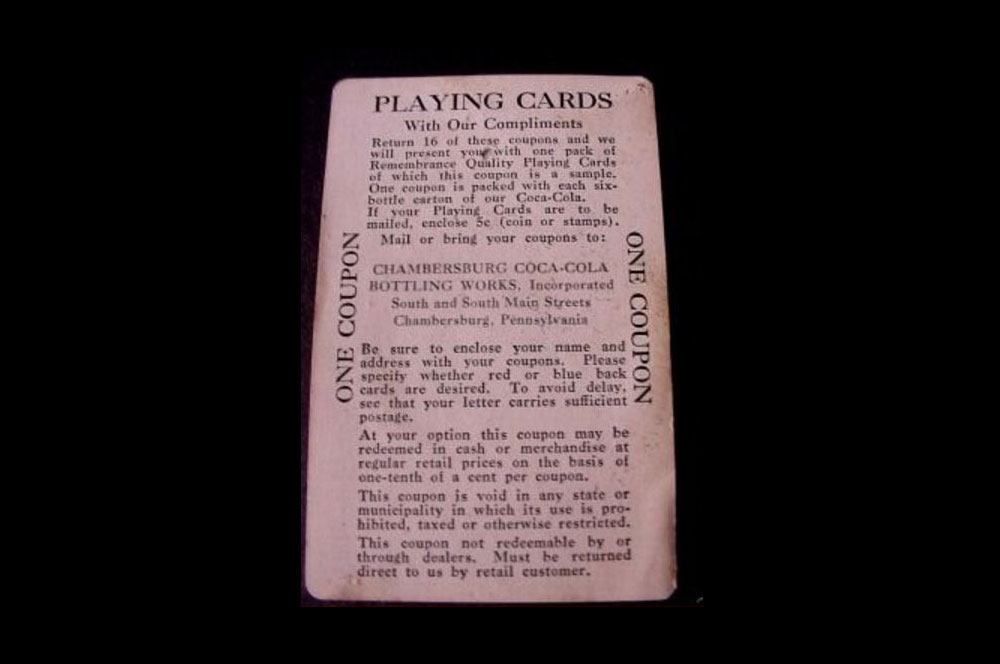 PLAYING CARDS
With Our Compliments
Return 16 of these coupons and we
will present you with one pack of
Remembrance Quality Playing Cards
of which this coupon is a sample.
One coupon is packed with each six-
bottle carton of our Coca-Cola.
If your Playing Cards are to be
mailed, enclose 5c (coin or stamps).
Mail or bring your coupons to:
CHAMBERSBURG COCA-COLA
BOTTLING WORKS, Incorporated
South and South Main Streets
Chambersburg, Pennsylvania
ONE COUPON
ONE COUPON
Be sure to enclose your name and
address with your coupons. Please
specify whether red or blue back
cards are desired. To avoid delay,
see that your letter carries sufficient
postage.
At your option this coupon may be
redeemed in cash or merchandise at
regular retail prices on the basis of
one-tenth of a cent per coupon.
This coupon is void in any state or
municipality in which its use is pro-
hibited, taxed or otherwise restricted.
This coupon not redeemable by or
through dealers. Must be returned
direct to us by retail customer.